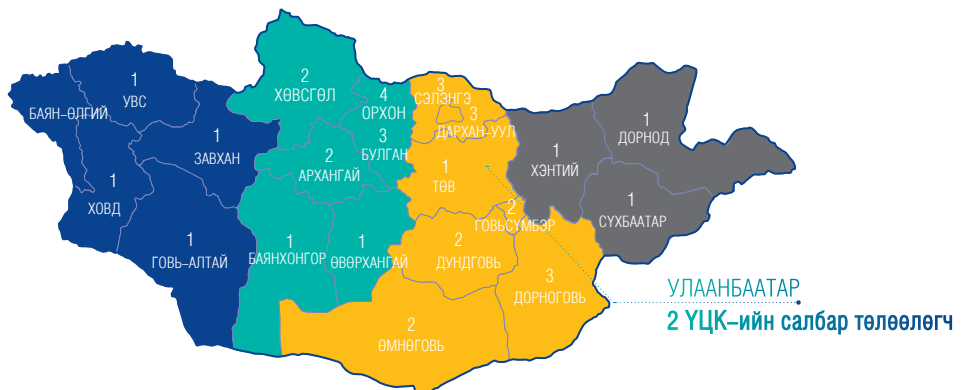 1
УВС
БАЯН-ӨЛГИЙ
1
ЗАВХАН
1
ХОВД
1
ГОВЬ-АЛТАЙ
2
ХӨВСГӨЛ
4
ОРХОН
3
БУЛГАН
2
АРХАНГАЙ
1
БАЯНХОНГОР
1
ӨВӨРХАНГАЙ
3
СЭЛЭНГЭ
3
ДАРХАН-УУЛ
1
ТӨВ
2
ГОВЬСҮМБЭР
2
ДУНДГОВЬ
3
ДОРНОГОВЬ
2
ӨМНӨГОВЬ
1
ХЭНТИЙ
1
ДОРНОД
1
СҮХБААТАР
УЛААНБААТАР
2 ҮЦК-ийн салбар төлөөлөгч